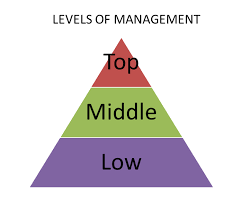 LEVELS OF MANAGEMENT
Top
Middle
Low